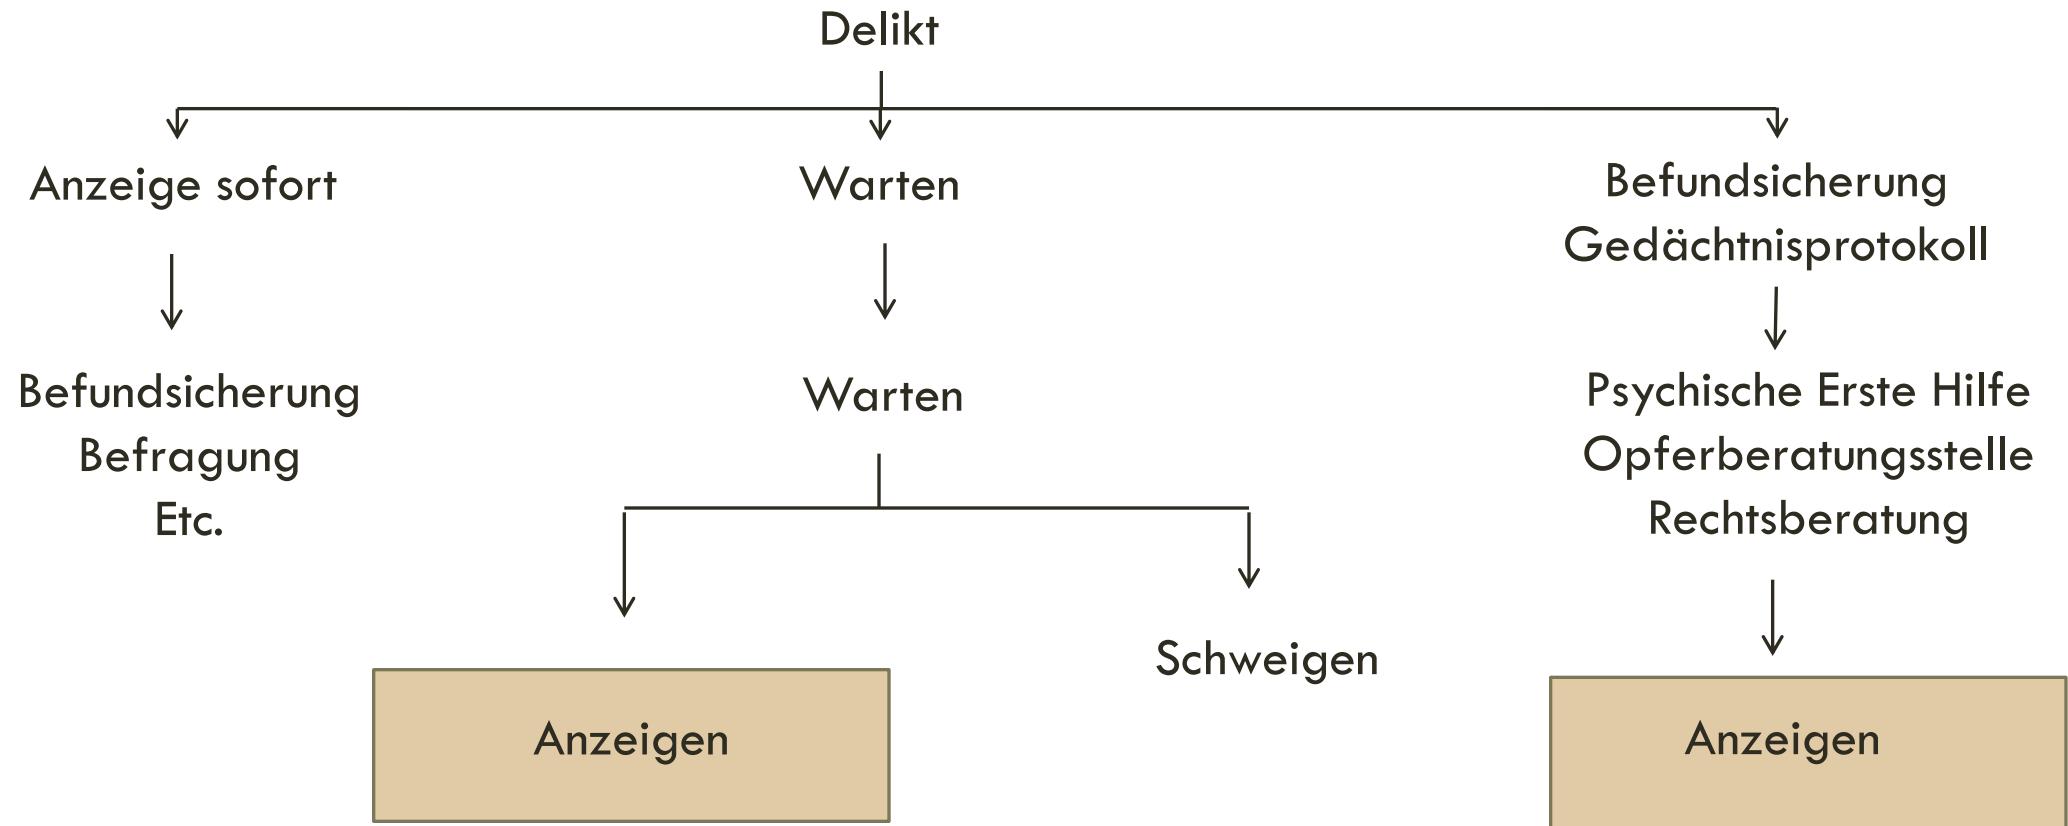 Delikt
Anzeige sofort
Warten
Befundsicherung
Gedächtnisprotokoll
Befundsicherung
Befragung
Etc.
Warten
Psychische Erste Hilfe
Opferberatungsstelle
Rechtsberatung
Anzeigen
Schweigen
Anzeigen